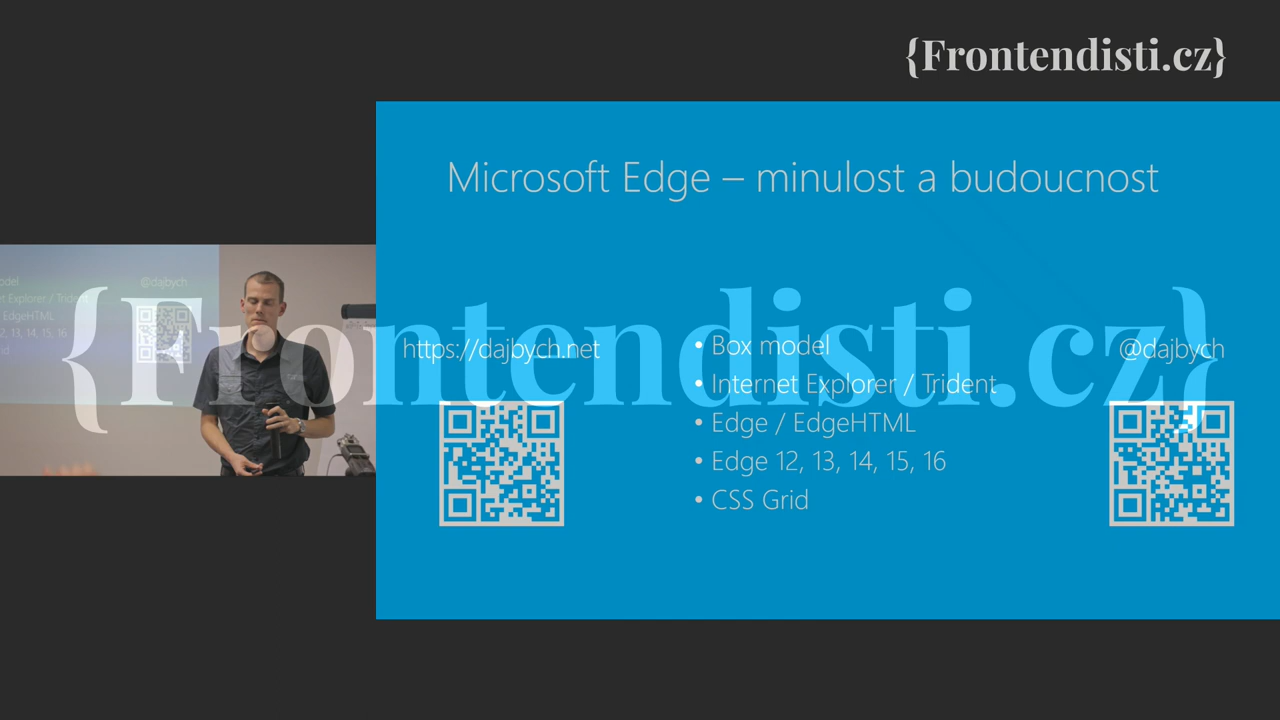 {Frontendisti.cz}
Microsoft Edge – minulost a budoucnost
{Frontendisti.cz}
https://dajbych.net
• Box model
• Internet Explorer / Trident
• Edge / EdgeHTML
• Edge 12, 13, 14, 15, 16
• CSS Grid
@dajbych
@dajbych